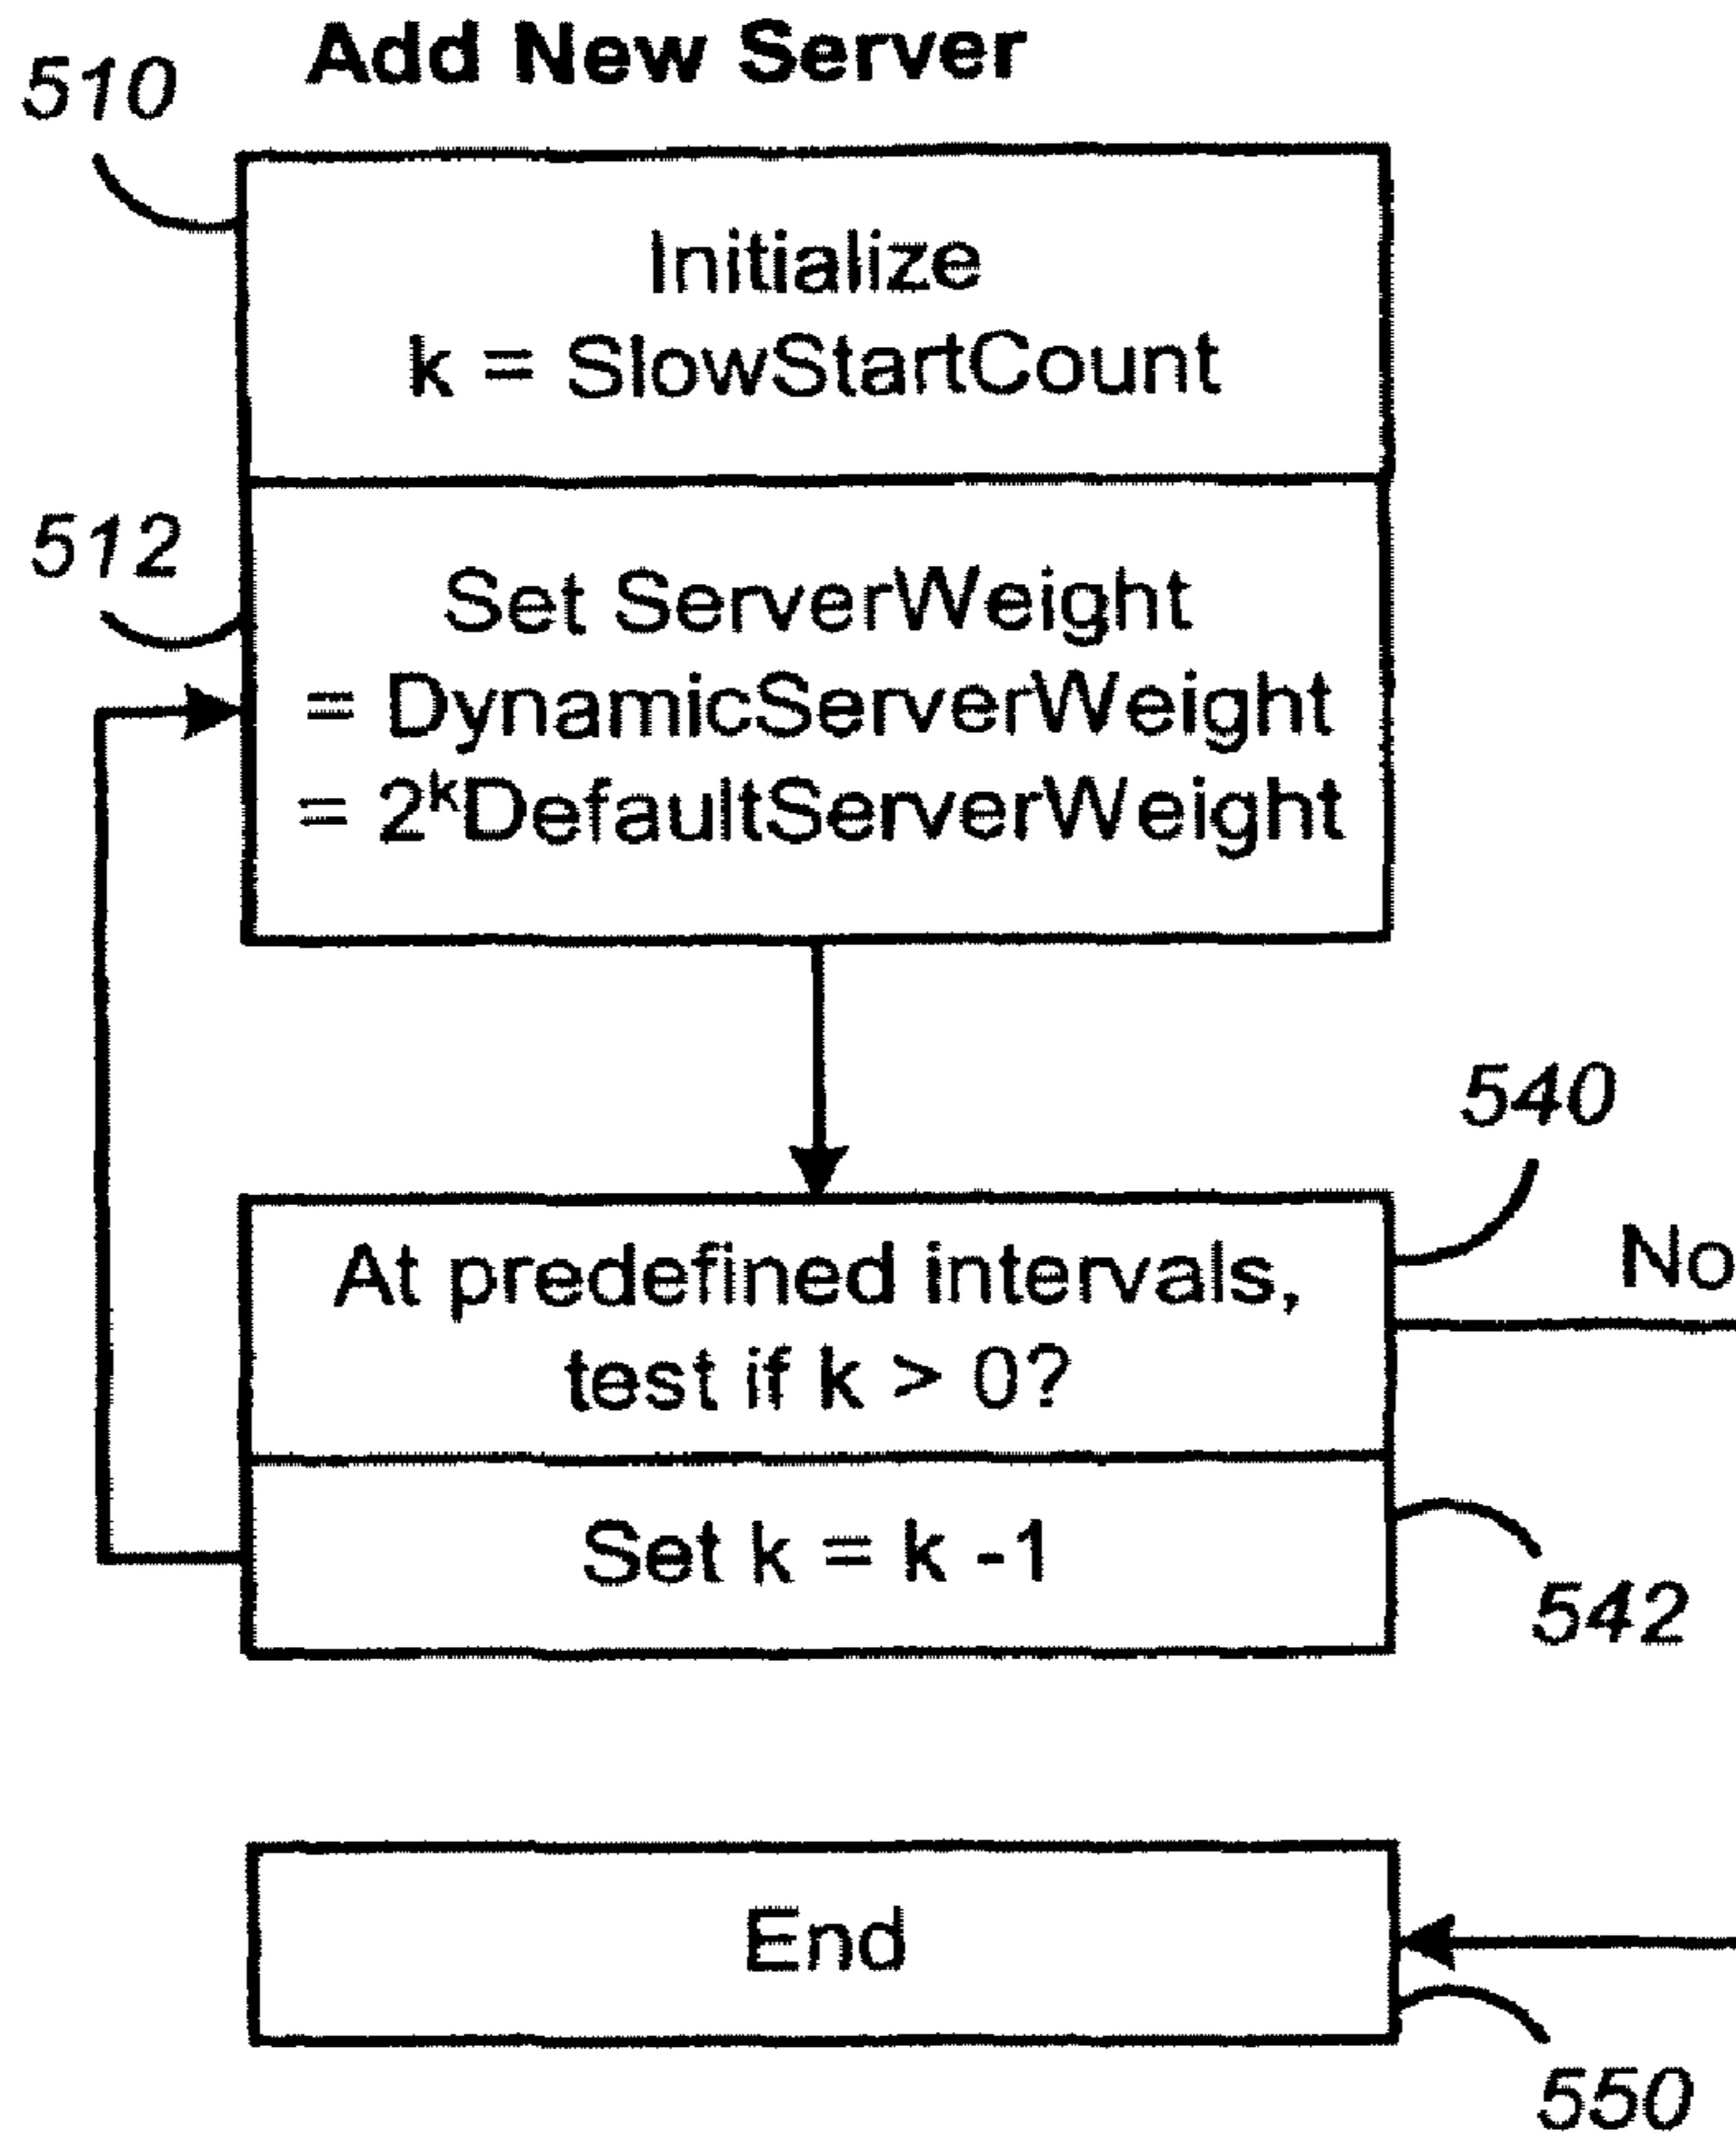 Add New Server
510
Initialize
k = SlowStartCount
512
Set ServerWeight
= DynamicServerWeight
= 2ᵏDefaultServerWeight
540
At predefined intervals,
test if k > 0?
No
Set k = k -1
542
End
550